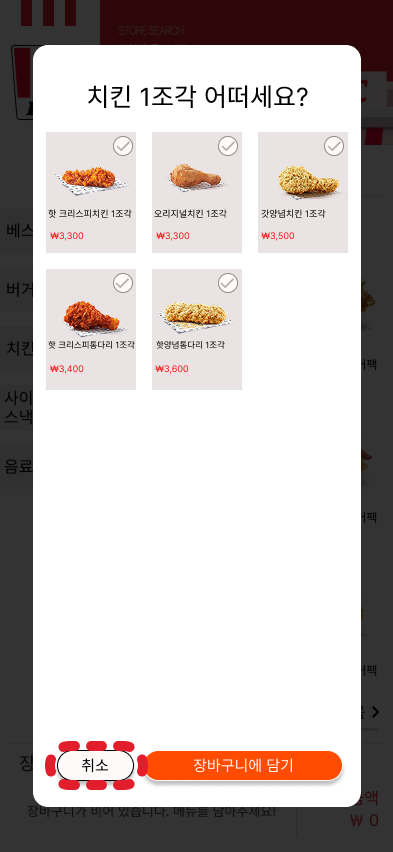 STORE SEARCH
치킨 1조각 어떠세요?
핫 크리스피치킨 1조각
오리지널치킨 1조각
갓양념치킨 1조각
₩3,300
₩3,300
₩3,500
핫 크리스피통다리 1조각
핫양념통다리 1조각
₩3,400
₩3,600
베스
버거
치킨
사이
스낵
음료
팩
팩
팩
취소
장바구니에 담기
장
장바구니가 비어 있습니다. 메뉴를 담아주세요!
금액
₩ 0